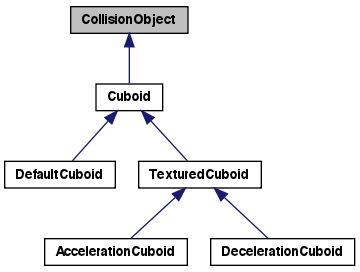 CollisionObject
Cuboid
DefaultCuboid
TexturedCuboid
AccelerationCuboid
DecelerationCuboid